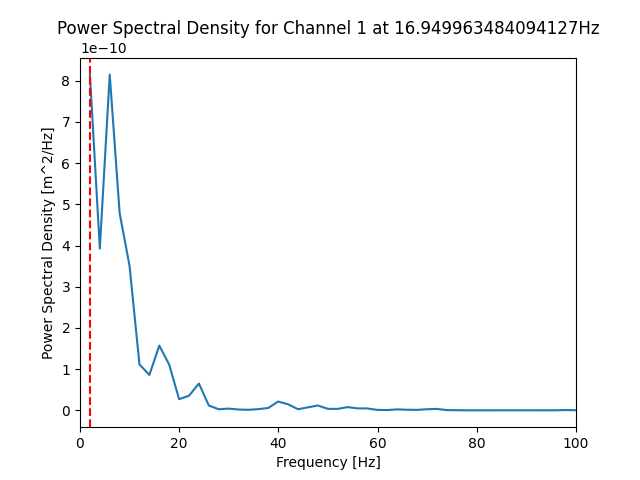 Power Spectral Density for Channel 1 at 16.949963484094127Hz
1e−10
8
7
6
5
4
3
2
1
0
Power Spectral Density [m^2/Hz]
0 20 40 60 80 100
Frequency [Hz]